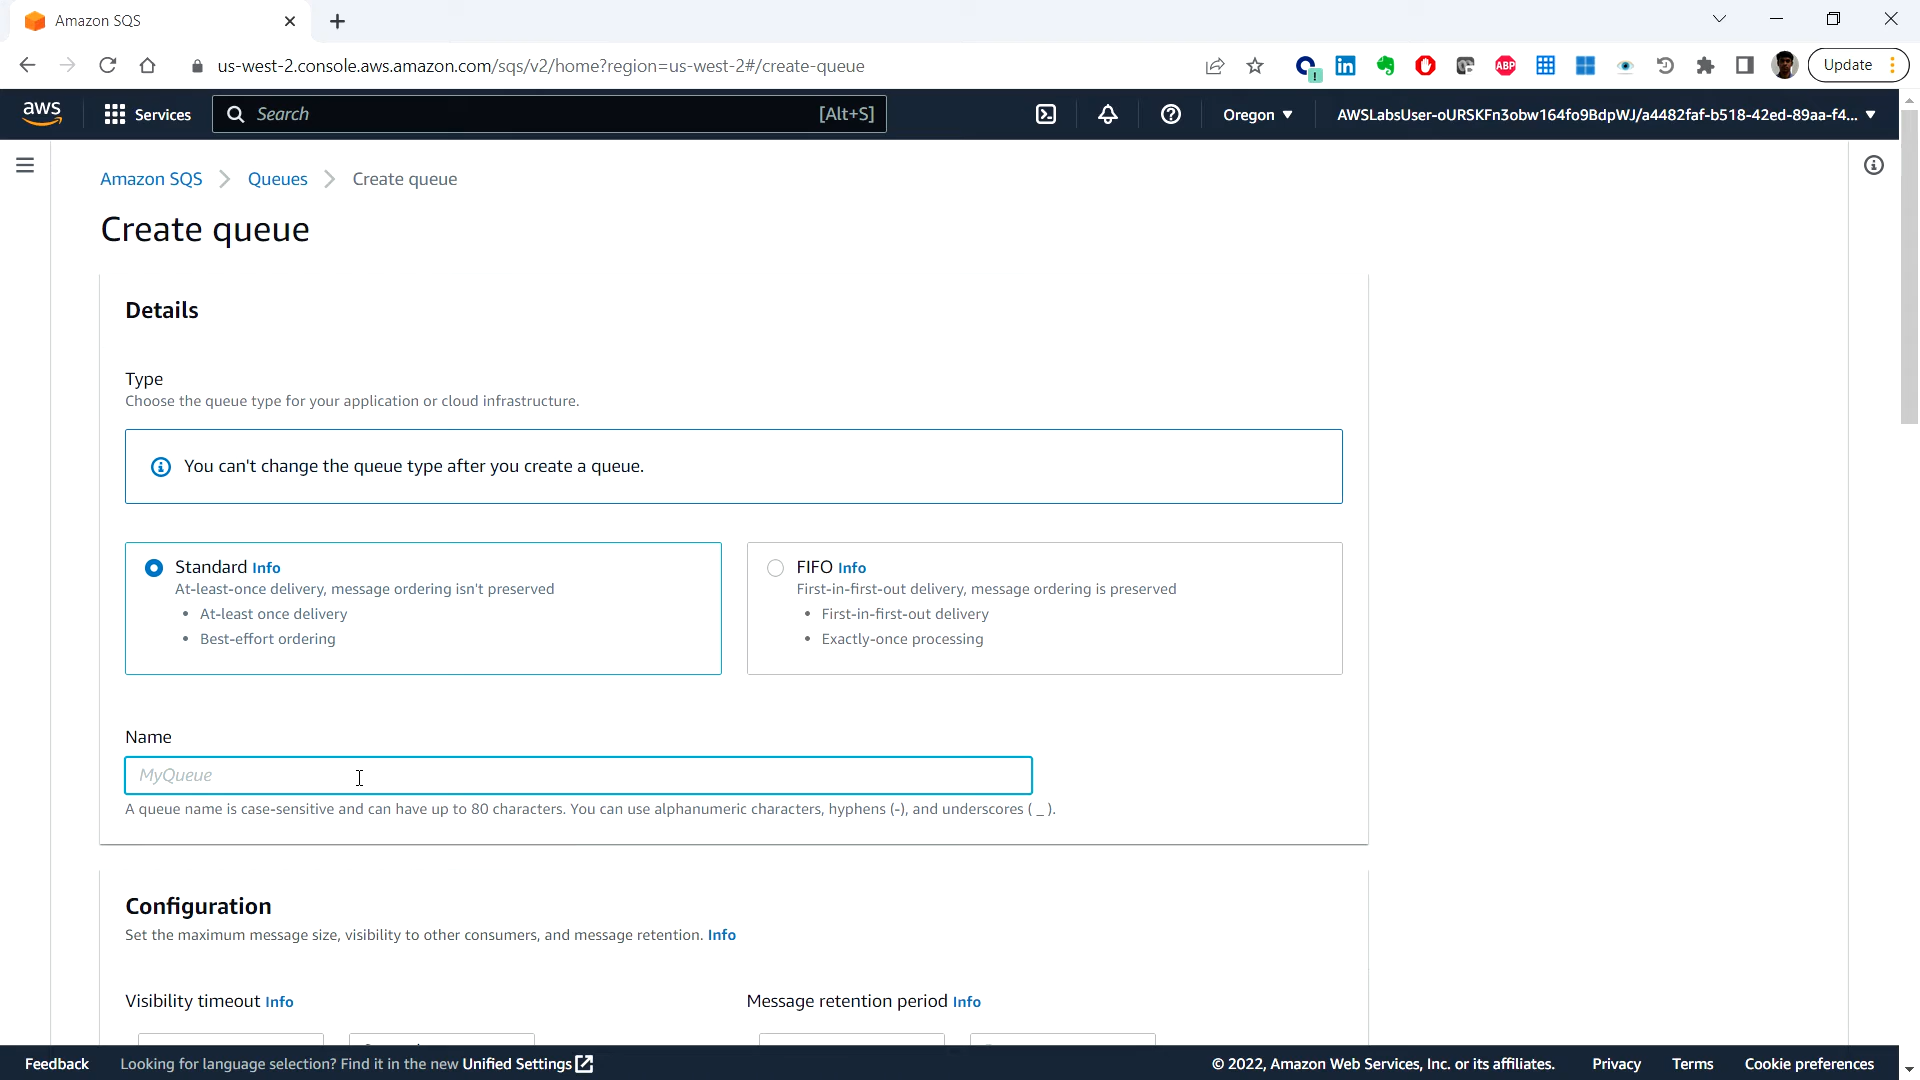 Amazon SQS
us-west-2.console.aws.amazon.com/sqs/v2/home?region=us-west-2#/create-queue
ABP
Update
aws
Services
Search
[Alt+S]
Oregon
AWSLabsUser-oURSKFn3obw164fo9BdpWJ/a4482faf-b518-42ed-89aa-f4...
Amazon SQS > Queues > Create queue
Create queue
Details
Type
Choose the queue type for your application or cloud infrastructure.
You can't change the queue type after you create a queue.
Standard Info
At-least-once delivery, message ordering isn't preserved
• At-least once delivery
• Best-effort ordering
FIFO Info
First-in-first-out delivery, message ordering is preserved
• First-in-first-out delivery
• Exactly-once processing
Name
MyQueue
A queue name is case-sensitive and can have up to 80 characters. You can use alphanumeric characters, hyphens (-), and underscores ( _ ).
Configuration
Set the maximum message size, visibility to other consumers, and message retention. Info
Visibility timeout Info
Message retention period Info
Feedback
Looking for language selection? Find it in the new Unified Settings
© 2022, Amazon Web Services, Inc. or its affiliates.
Privacy
Terms
Cookie preferences